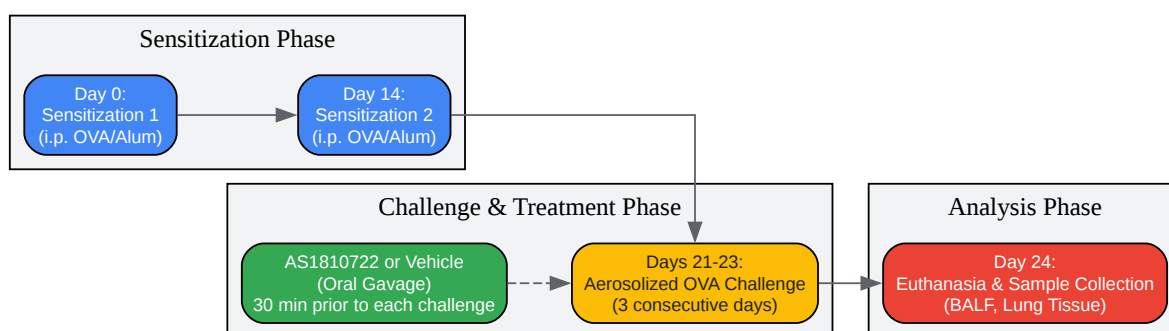 Sensitization Phase
Day 0:
Sensitization 1
(i.p. OVA/Alum)
Day 14:
Sensitization 2
(i.p. OVA/Alum)
Challenge & Treatment Phase
AS1810722 or Vehicle
(Oral Gavage)
30 min prior to each challenge
Days 21-23:
Aerosolized OVA Challenge
(3 consecutive days)
Analysis Phase
Day 24:
Euthanasia & Sample Collection
(BALF, Lung Tissue)